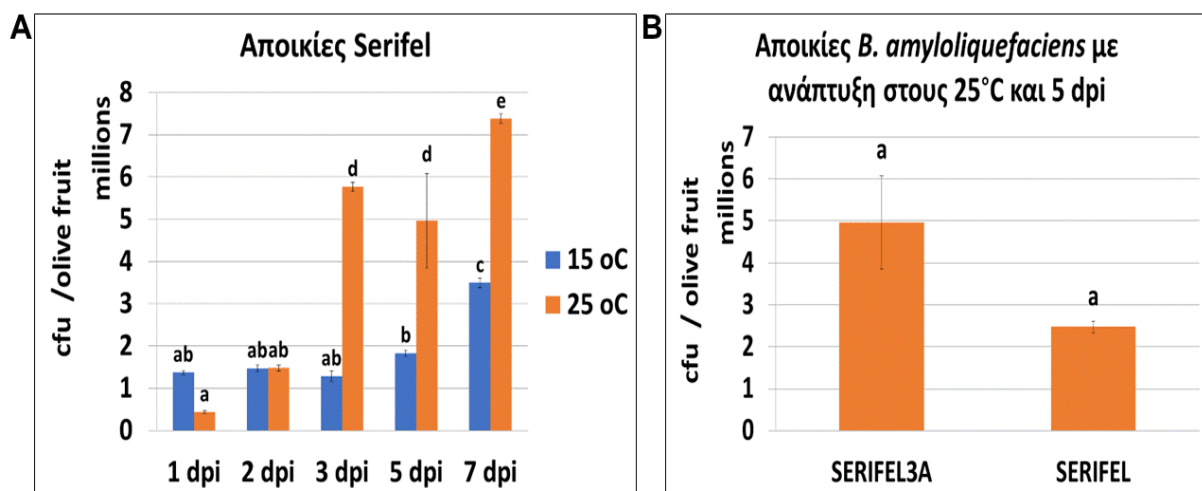 A
Αποικίες Serifel
cfu /olive fruit
millions
8
7
6
5
4
3
2
1
0
ab
a
ab
ab
ab
d
b
d
c
e
1 dpi 2 dpi 3 dpi 5 dpi 7 dpi
15 oC
25 oC
B
Αποικίες B. amyloliquefaciens με
ανάπτυξη στους 25°C και 5 dpi
cfu / olive fruit
millions
7
6
5
4
3
2
1
0
a
a
SERIFEL3A SERIFEL